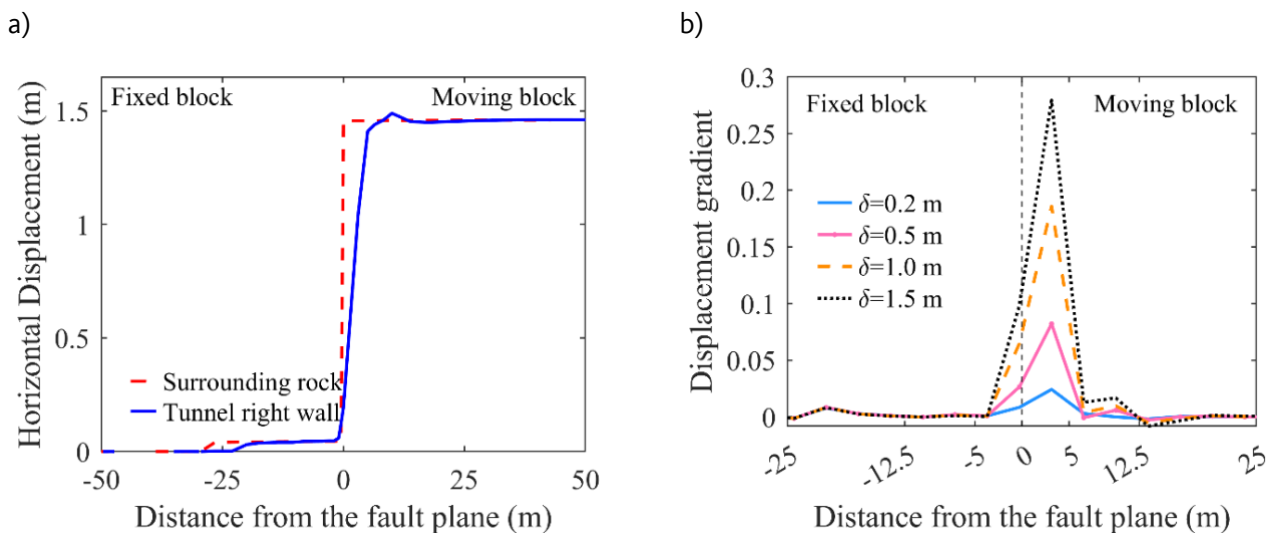 a)
Horizontal Displacement (m)
1.5
1
0.5
0
Fixed block
Moving block
Surrounding rock
Tunnel right wall
-50
-25
0
25
50
Distance from the fault plane (m)
b)
Displacement gradient
0.3
0.25
0.2
0.15
0.1
0.05
0
Fixed block
Moving block
δ=0.2 m
δ=0.5 m
δ=1.0 m
δ=1.5 m
-25
-12.5
-5
0
5
12.5
25
Distance from the fault plane (m)